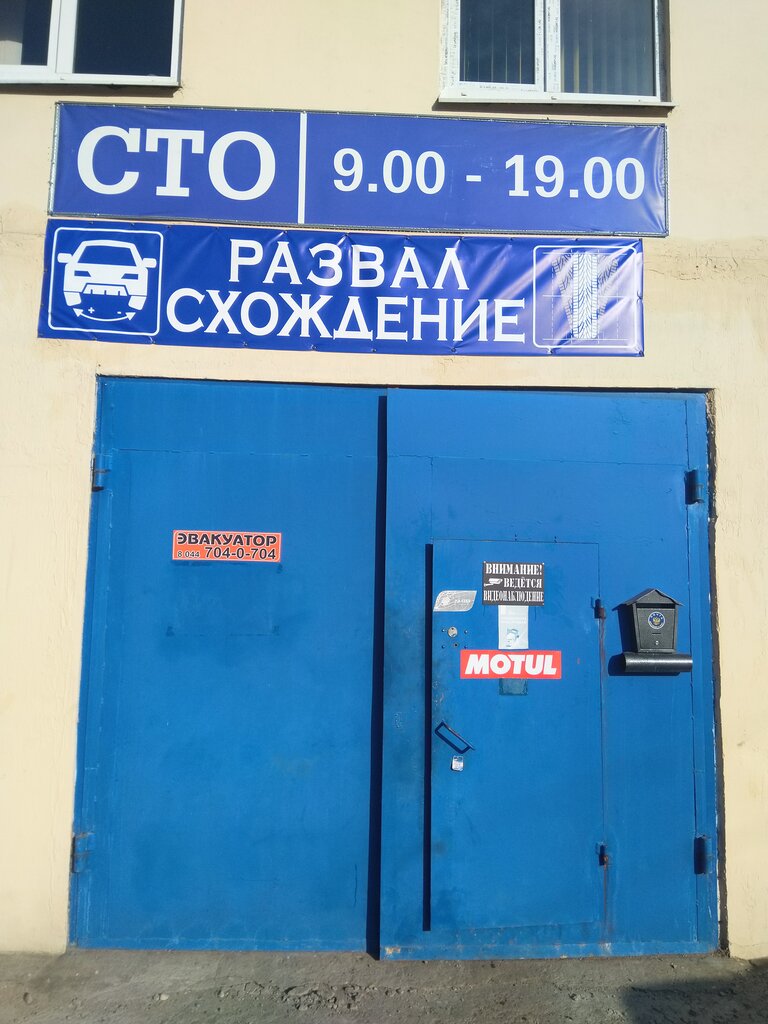 СТО
9.00 - 19.00
РАЗВАЛ
СХОЖДЕНИЕ
ЭВАКУАТОР
8 044 704-0-704
ВНИМАНИЕ!
ВЕДЁТСЯ
ВИДЕОНАБЛЮДЕНИЕ
MOTUL